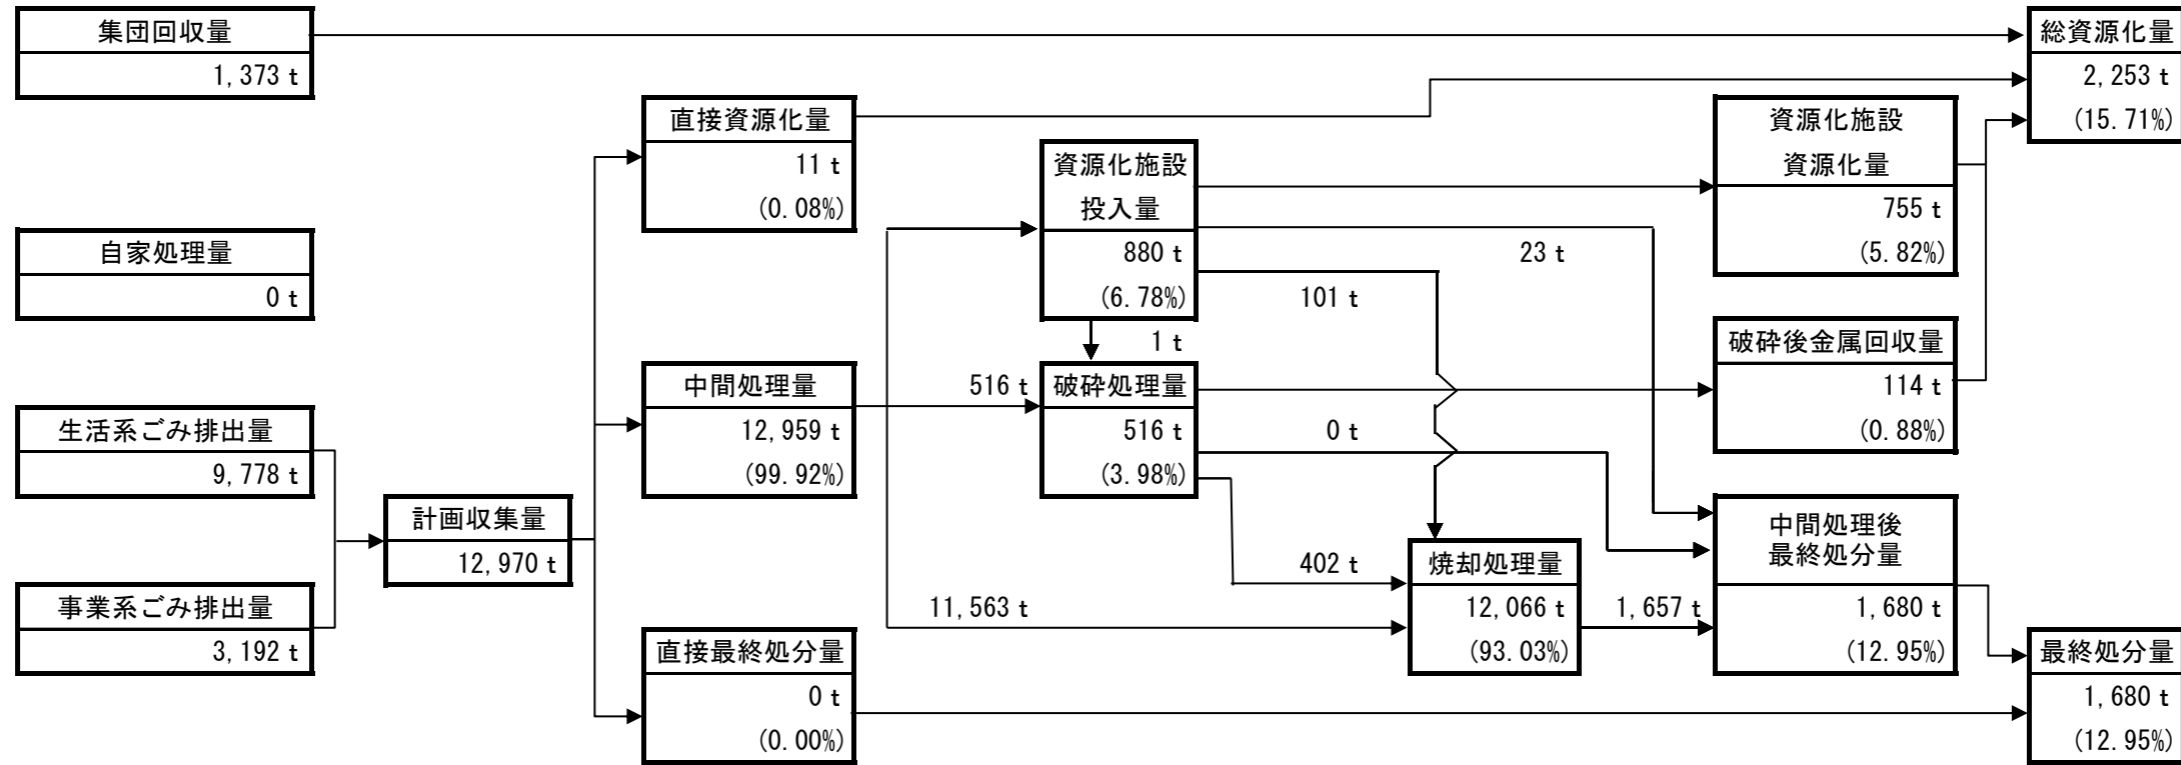 集団回収量
1,373 t
総資源化量
2,253 t
(15.71%)
直接資源化量
11 t
(0.08%)
資源化施設
投入量
880 t
(6.78%)
資源化施設
資源化量
755 t
(5.82%)
自家処理量
0 t
23 t
101 t
1 t
破砕後金属回収量
114 t
(0.88%)
中間処理量
12,959 t
(99.92%)
516 t
破砕処理量
516 t
(3.98%)
0 t
生活系ごみ排出量
9,778 t
計画収集量
12,970 t
中間処理後
最終処分量
1,680 t
(12.95%)
402 t
焼却処理量
12,066 t
(93.03%)
1,657 t
11,563 t
事業系ごみ排出量
3,192 t
直接最終処分量
0 t
(0.00%)
最終処分量
1,680 t
(12.95%)